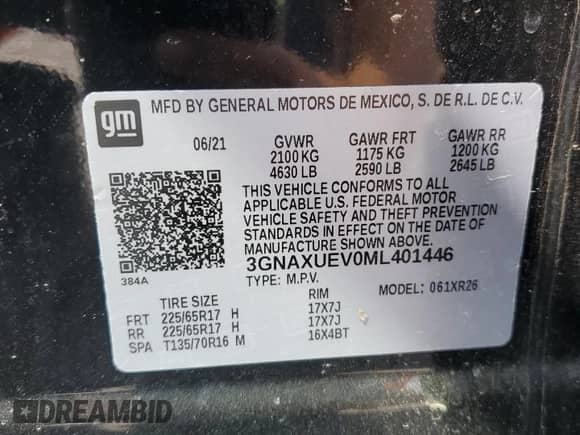 gm
MFD BY GENERAL MOTORS DE MEXICO, S. DE R.L. DE C.V.
06/21 GVWR GAWR FRT GAWR RR
2100 KG 1175 KG 1200 KG
4630 LB 2590 LB 2645 LB
THIS VEHICLE CONFORMS TO ALL
APPLICABLE U.S. FEDERAL MOTOR
VEHICLE SAFETY AND THEFT PREVENTION
STANDARDS IN EFFECT ON THE DATE OF
MANUFACTURE SHOWN ABOVE.
3GNAXUEV0ML401446
384A
TYPE: M.P.V. MODEL: 061XR26
TIRE SIZE RIM
FRT 225/65R17 H 17X7J
RR 225/65R17 H 17X7J
SPA T135/70R16 M 16X4BT
DREAMBID